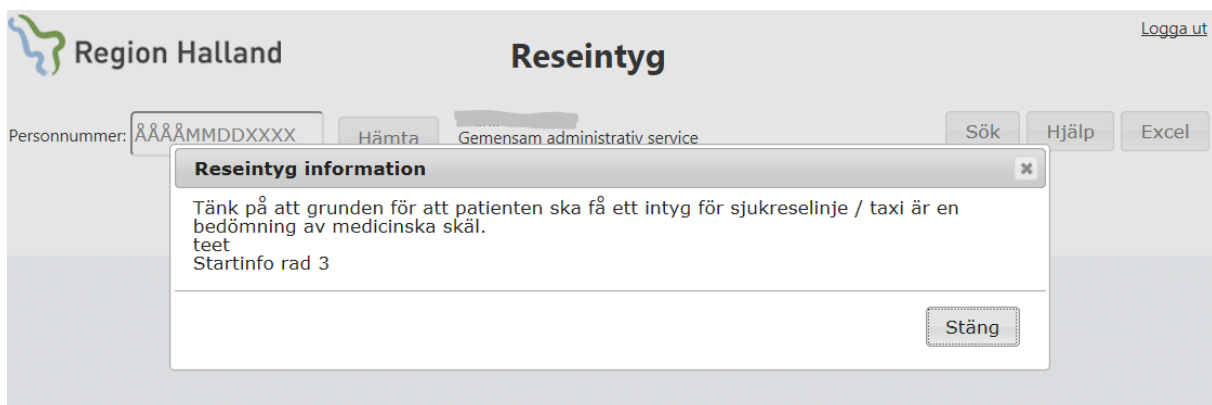 Logga ut
Region Halland
Reseintyg
Personnummer: ÅÅÅÅMMDDXXXX
Hämta
Gemensam administrativ service
Sök
Hjälp
Excel
Reseintyg information
Tänk på att grunden för att patienten ska få ett intyg för sjukreselinje / taxi är en
bedömning av medicinska skäl.
teet
Startinfo rad 3
Stäng